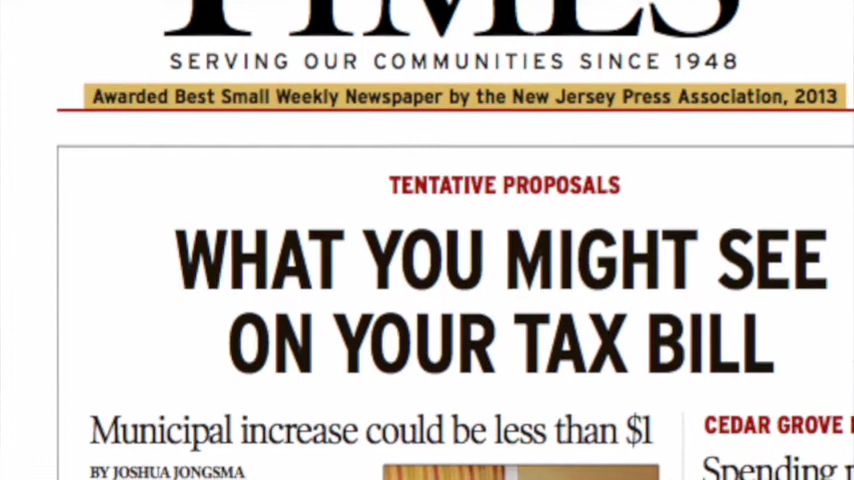 TIMES
SERVING OUR COMMUNITIES SINCE 1948
Awarded Best Small Weekly Newspaper by the New Jersey Press Association, 2013
TENTATIVE PROPOSALS
WHAT YOU MIGHT SEE
ON YOUR TAX BILL
Municipal increase could be less than $1
BY JOSHUA JONGSMA
CEDAR GROVE
Spending